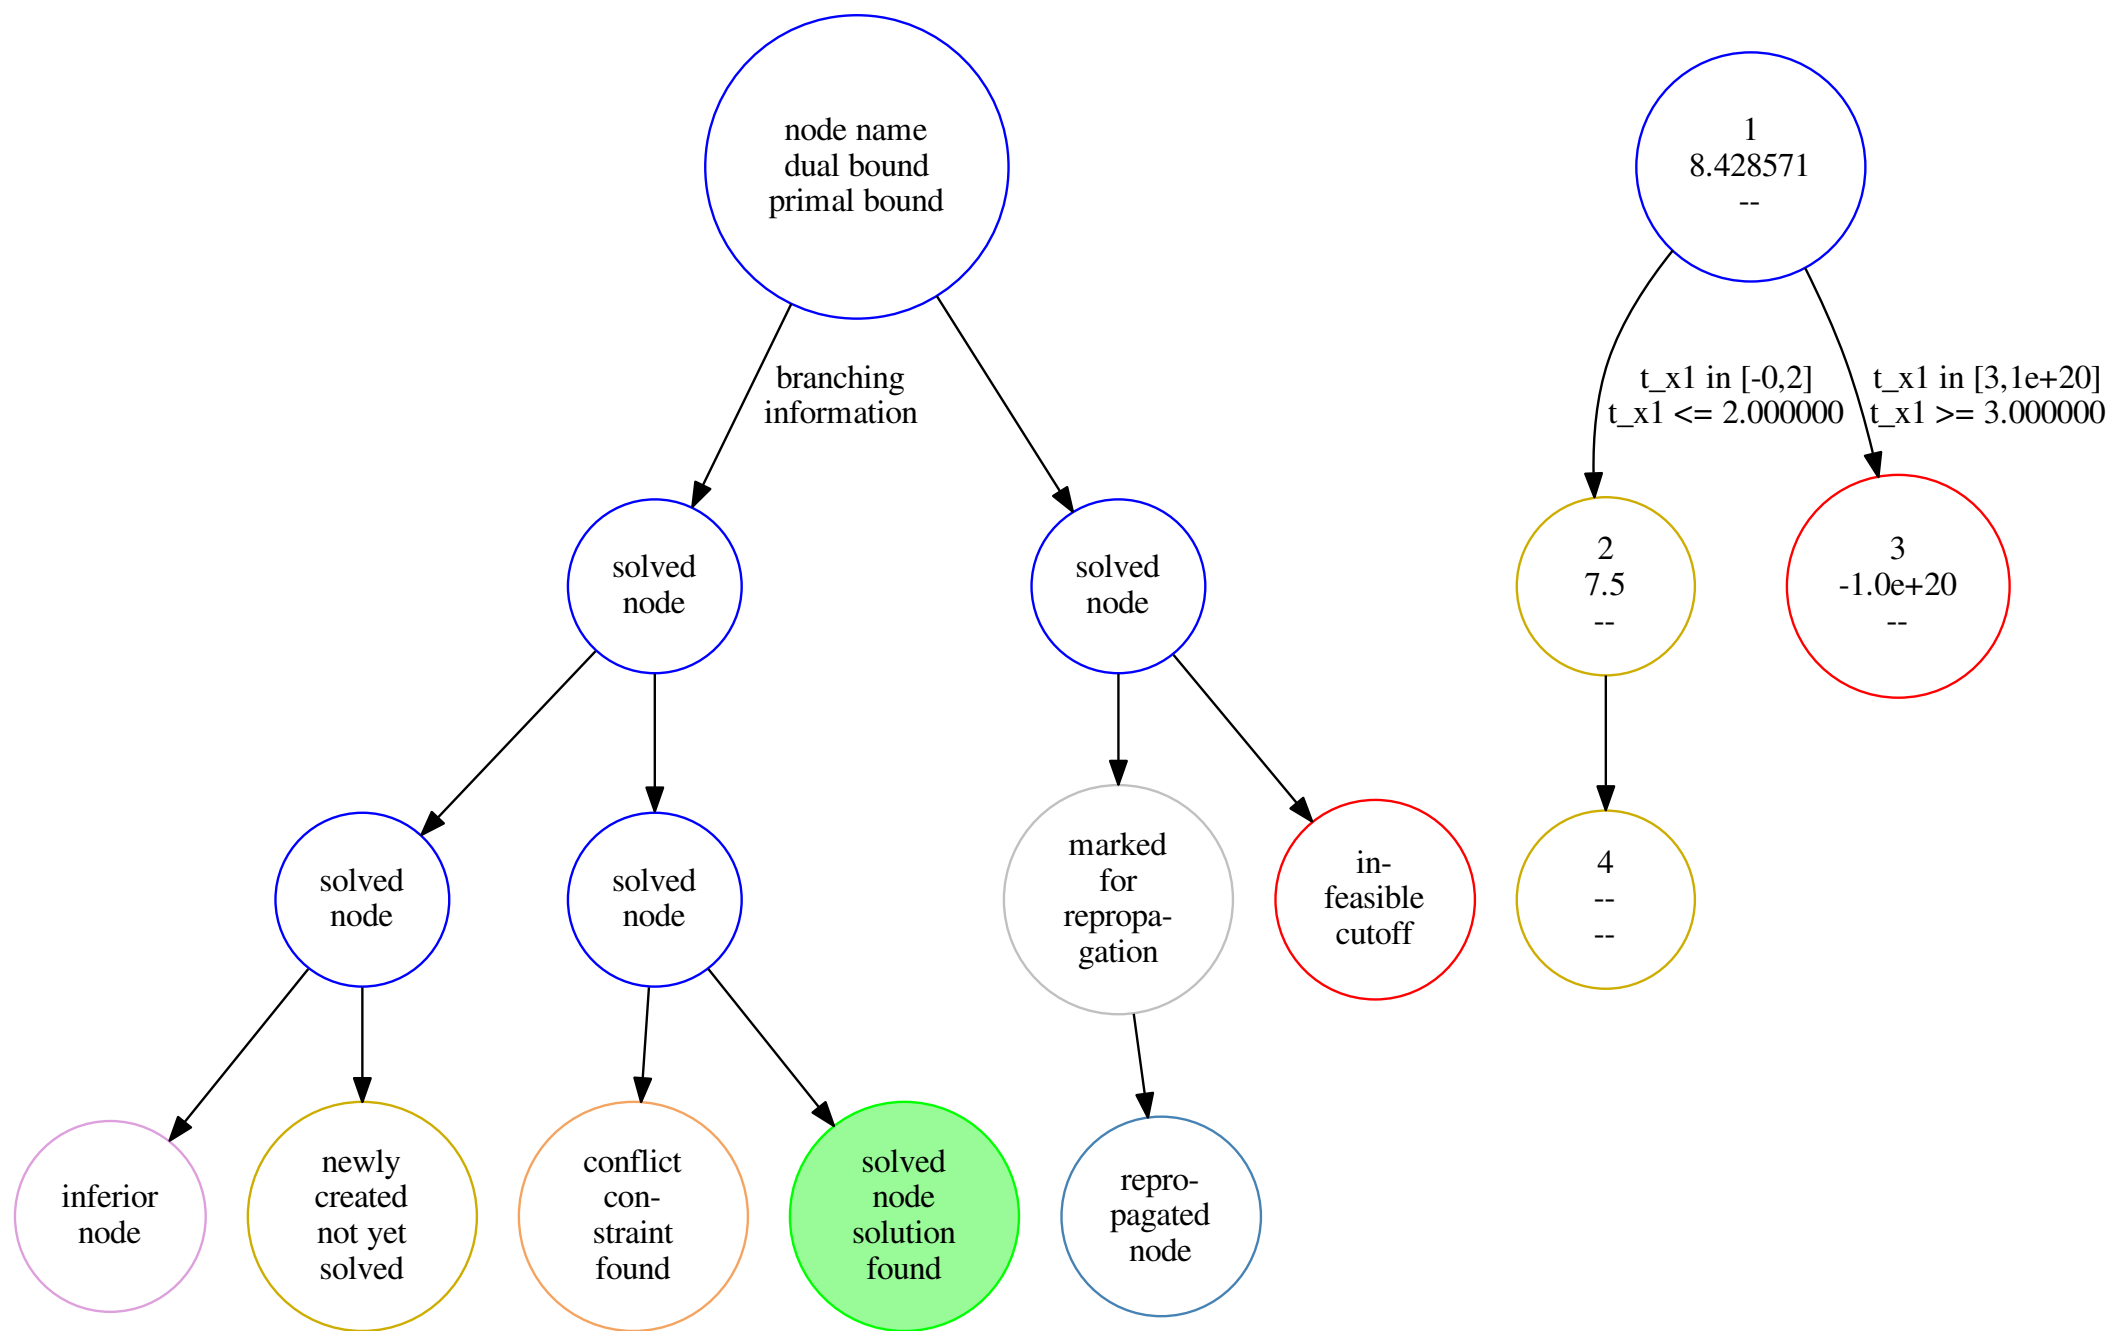 node name
dual bound
primal bound
branching
information
solved
node
solved
node
solved
node
solved
node
marked
for
repropa-
gation
in-
feasible
cutoff
inferior
node
newly
created
not yet
solved
conflict
con-
straint
found
solved
node
solution
found
repro-
pagated
node
1
8.428571
--
t_x1 in [-0,2]
t_x1 <= 2.000000
t_x1 in [3,1e+20]
t_x1 >= 3.000000
2
7.5
--
3
-1.0e+20
--
4
--
--